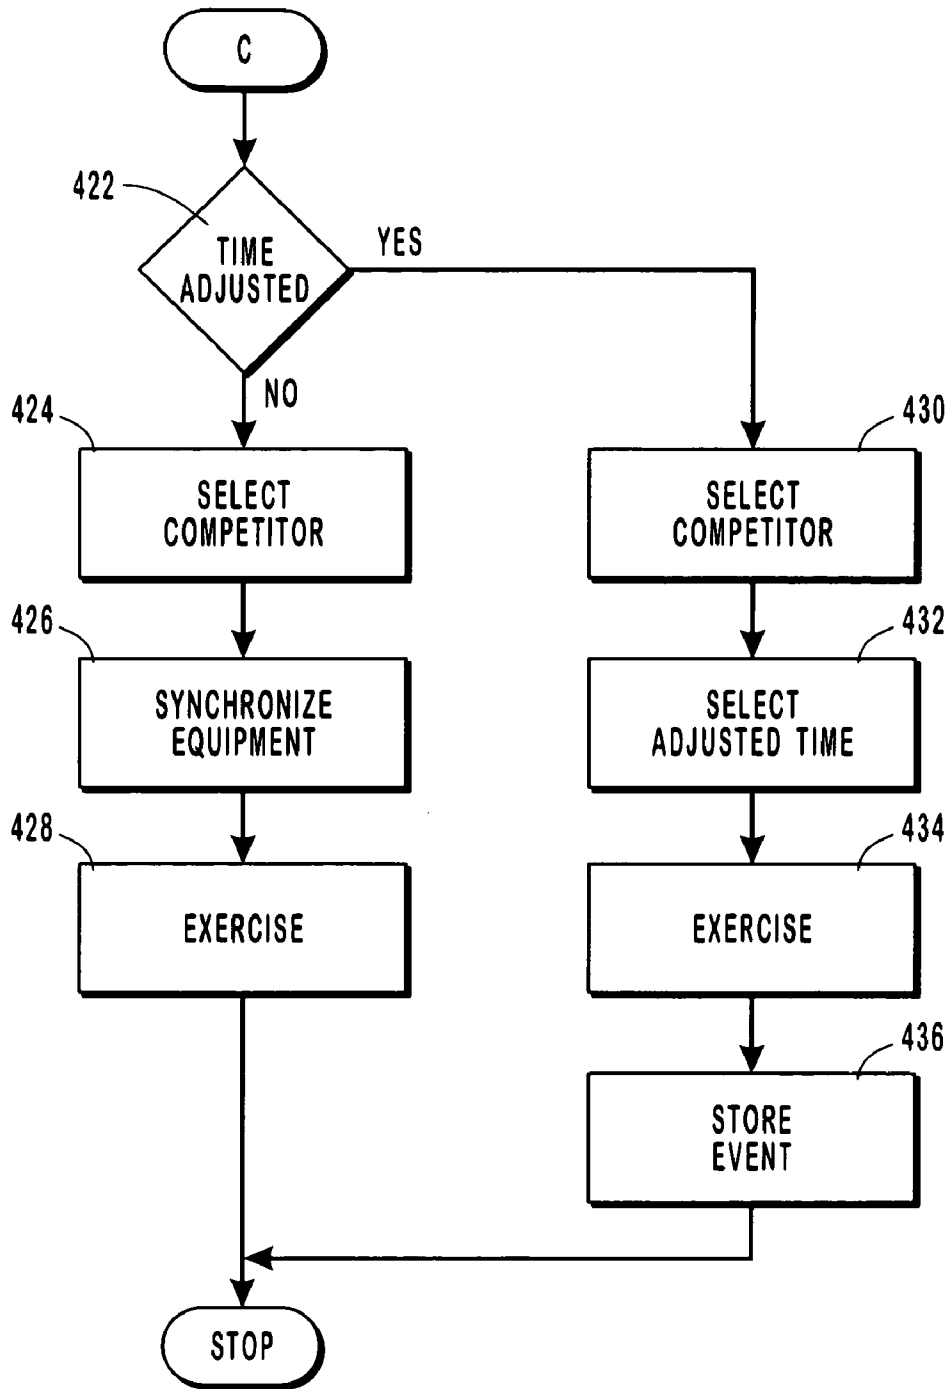 C
422
TIME
ADJUSTED
YES
NO
424
SELECT
COMPETITOR
430
SELECT
COMPETITOR
426
SYNCHRONIZE
EQUIPMENT
432
SELECT
ADJUSTED TIME
428
EXERCISE
434
EXERCISE
436
STORE
EVENT
STOP